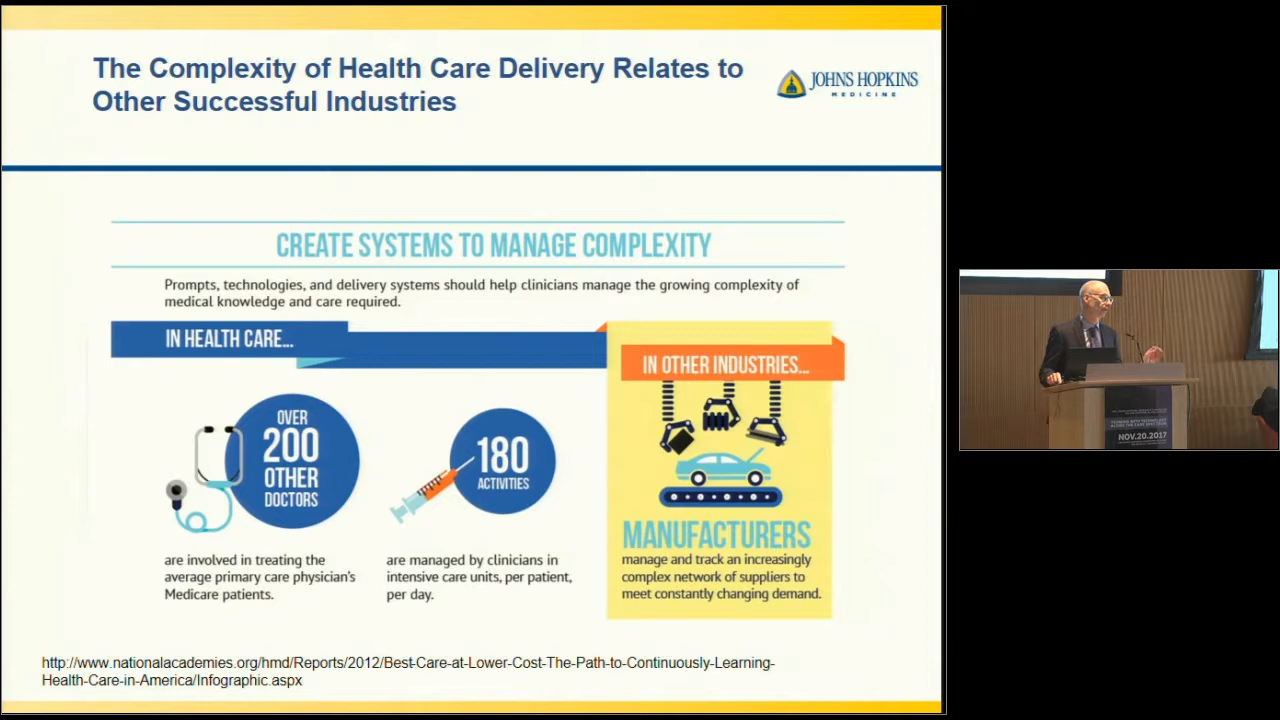 The Complexity of Health Care Delivery Relates to
Other Successful Industries
JOHNS HOPKINS
MEDICINE
CREATE SYSTEMS TO MANAGE COMPLEXITY
Prompts, technologies, and delivery systems should help clinicians manage the growing complexity of
medical knowledge and care required.
IN HEALTH CARE...
IN OTHER INDUSTRIES...
OVER
200
OTHER
DOCTORS
are involved in treating the
average primary care physician's
Medicare patients.
180
ACTIVITIES
are managed by clinicians in
intensive care units, per patient,
per day.
MANUFACTURERS
manage and track an increasingly
complex network of suppliers to
meet constantly changing demand.
http://www.nationalacademies.org/hmd/Reports/2012/Best-Care-at-Lower-Cost-The-Path-to-Continuously-Learning-
Health-Care-in-America/Infographic.aspx
NOV.20.2017